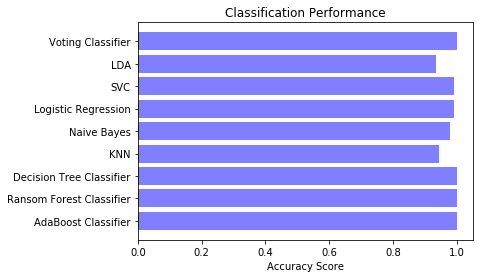 Classification Performance
Voting Classifier
LDA
SVC
Logistic Regression
Naive Bayes
KNN
Decision Tree Classifier
Ransom Forest Classifier
AdaBoost Classifier
0.0 0.2 0.4 0.6 0.8 1.0
Accuracy Score